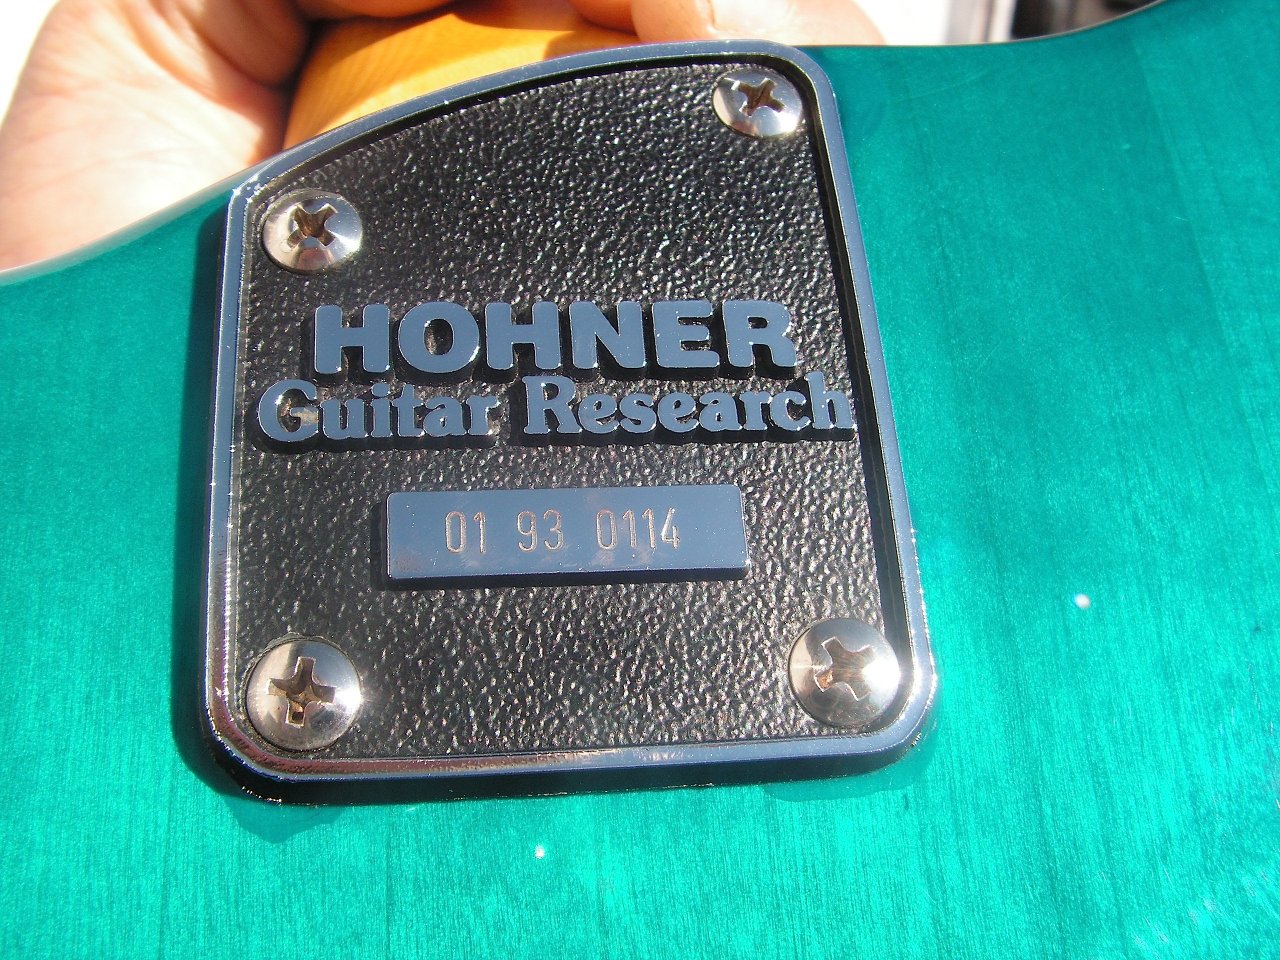 HOHNER
Guitar Research
01 93 0114